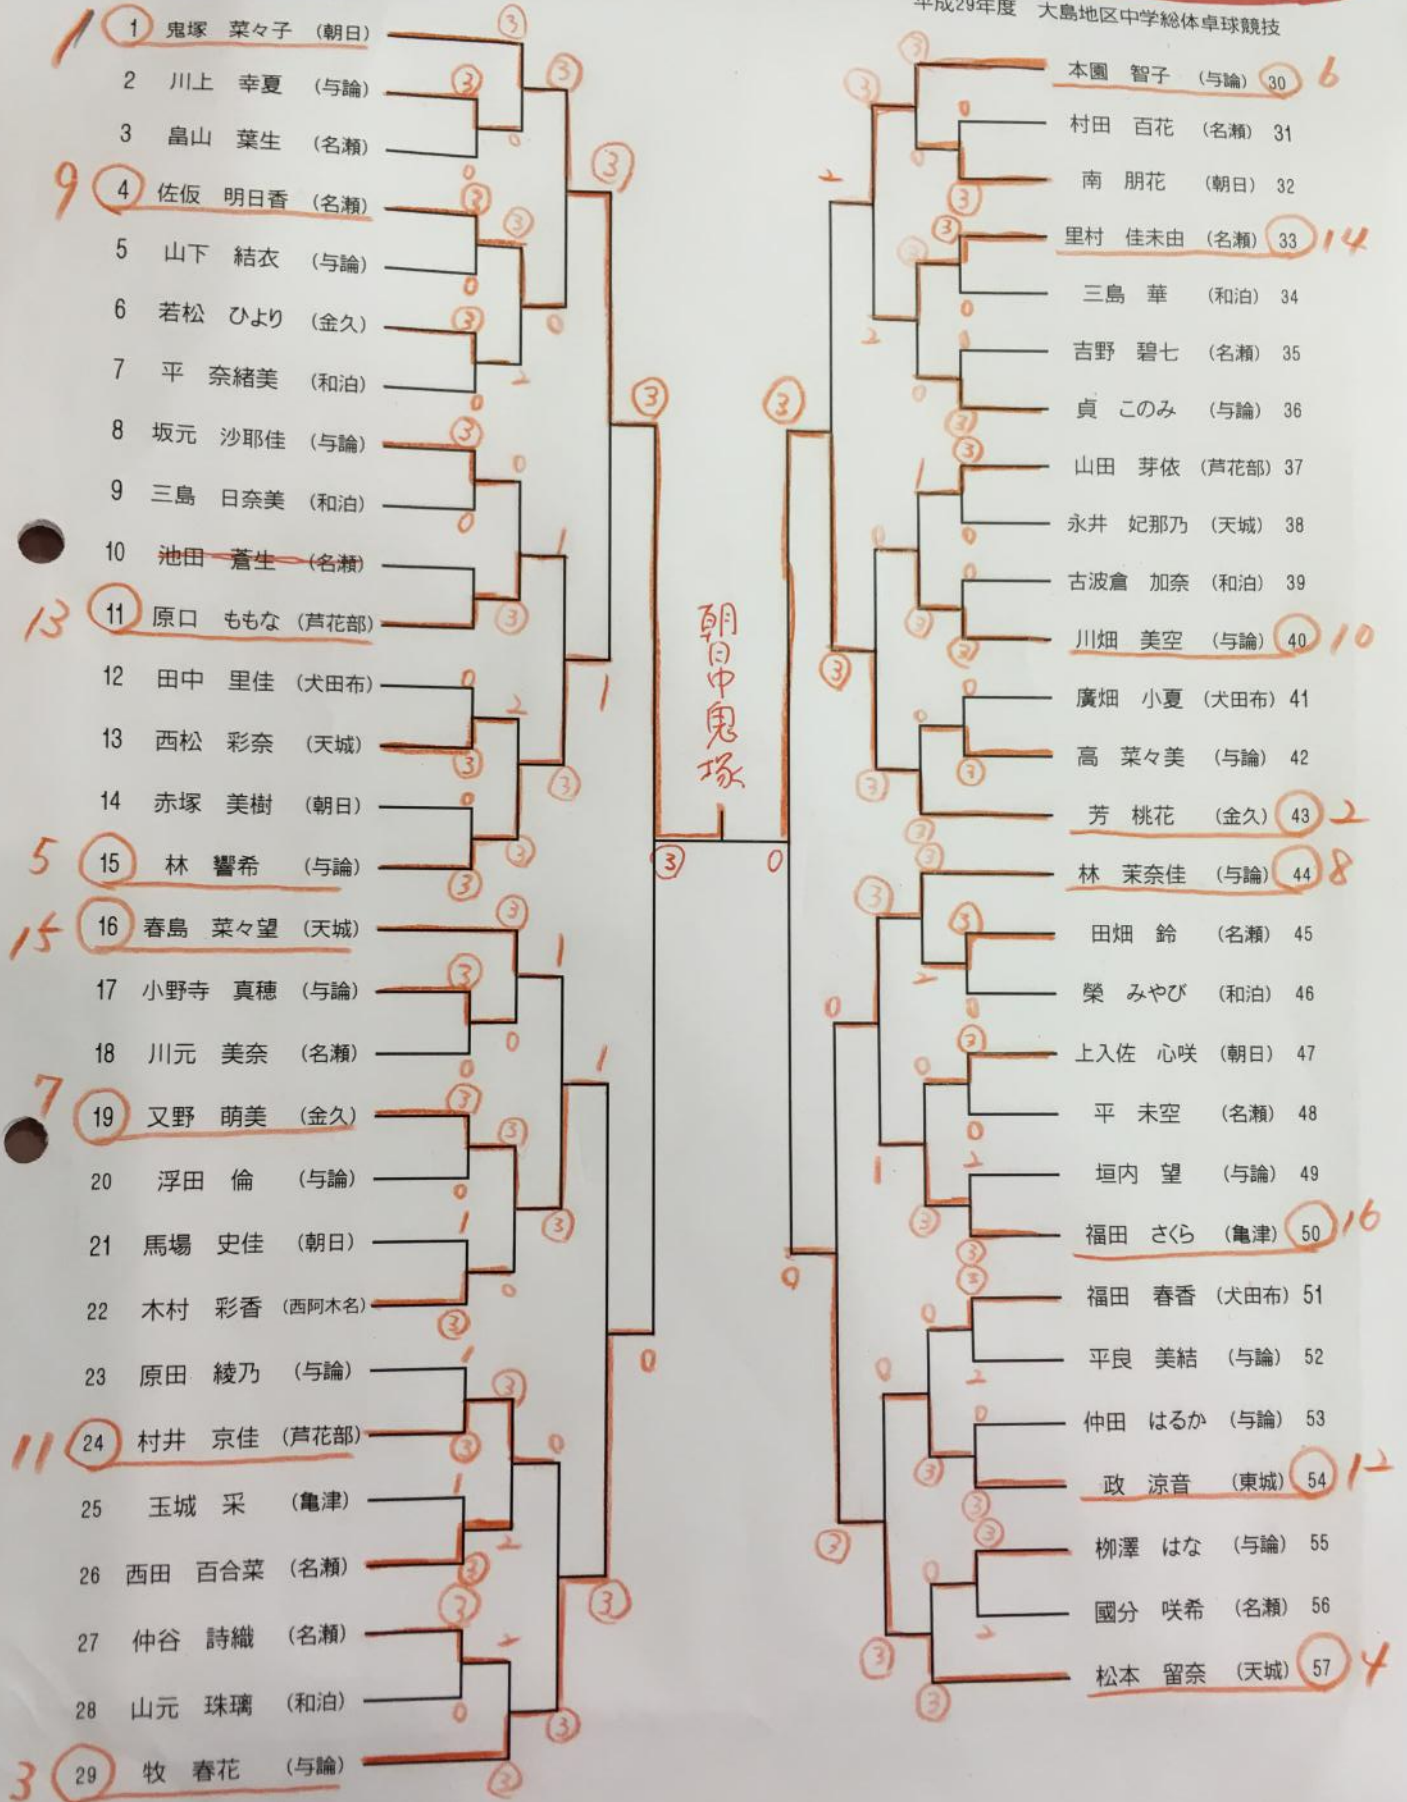 平成29年度 大島地区中学総体卓球競技
1 1 鬼塚 菜々子 (朝日)
2 川上 幸夏 (与論)
3 畠山 葉生 (名瀬)
9 4 佐仮 明日香 (名瀬)
5 山下 結衣 (与論)
6 若松 ひより (金久)
7 平 奈緒美 (和泊)
8 坂元 沙耶佳 (与論)
9 三島 日奈美 (和泊)
10 池田 蒼生 (名瀬)
13 11 原口 ももな (芦花部)
12 田中 里佳 (犬田布)
13 西松 彩奈 (天城)
14 赤塚 美樹 (朝日)
5 15 林 響希 (与論)
15 16 春島 菜々望 (天城)
17 小野寺 真穂 (与論)
18 川元 美奈 (名瀬)
7 19 又野 萌美 (金久)
20 浮田 倫 (与論)
21 馬場 史佳 (朝日)
22 木村 彩香 (西阿木名)
23 原田 綾乃 (与論)
11 24 村井 京佳 (芦花部)
25 玉城 采 (亀津)
26 西田 百合菜 (名瀬)
27 仲谷 詩織 (名瀬)
28 山元 珠璃 (和泊)
3 29 牧 春花 (与論)
朝日中鬼塚
3 0
本園 智子 (与論) 30 6
村田 百花 (名瀬) 31
南 朋花 (朝日) 32
里村 佳未由 (名瀬) 33 14
三島 華 (和泊) 34
吉野 碧七 (名瀬) 35
貞 このみ (与論) 36
山田 芽依 (芦花部) 37
永井 妃那乃 (天城) 38
古波倉 加奈 (和泊) 39
川畑 美空 (与論) 40 10
廣畑 小夏 (犬田布) 41
高 菜々美 (与論) 42
芳 桃花 (金久) 43 2
林 茉奈佳 (与論) 44 8
田畑 鈴 (名瀬) 45
榮 みやび (和泊) 46
上入佐 心咲 (朝日) 47
平 未空 (名瀬) 48
垣内 望 (与論) 49
福田 さくら (亀津) 50 16
福田 春香 (犬田布) 51
平良 美結 (与論) 52
仲田 はるか (与論) 53
政 涼音 (東城) 54 12
栁澤 はな (与論) 55
國分 咲希 (名瀬) 56
松本 留奈 (天城) 57 4